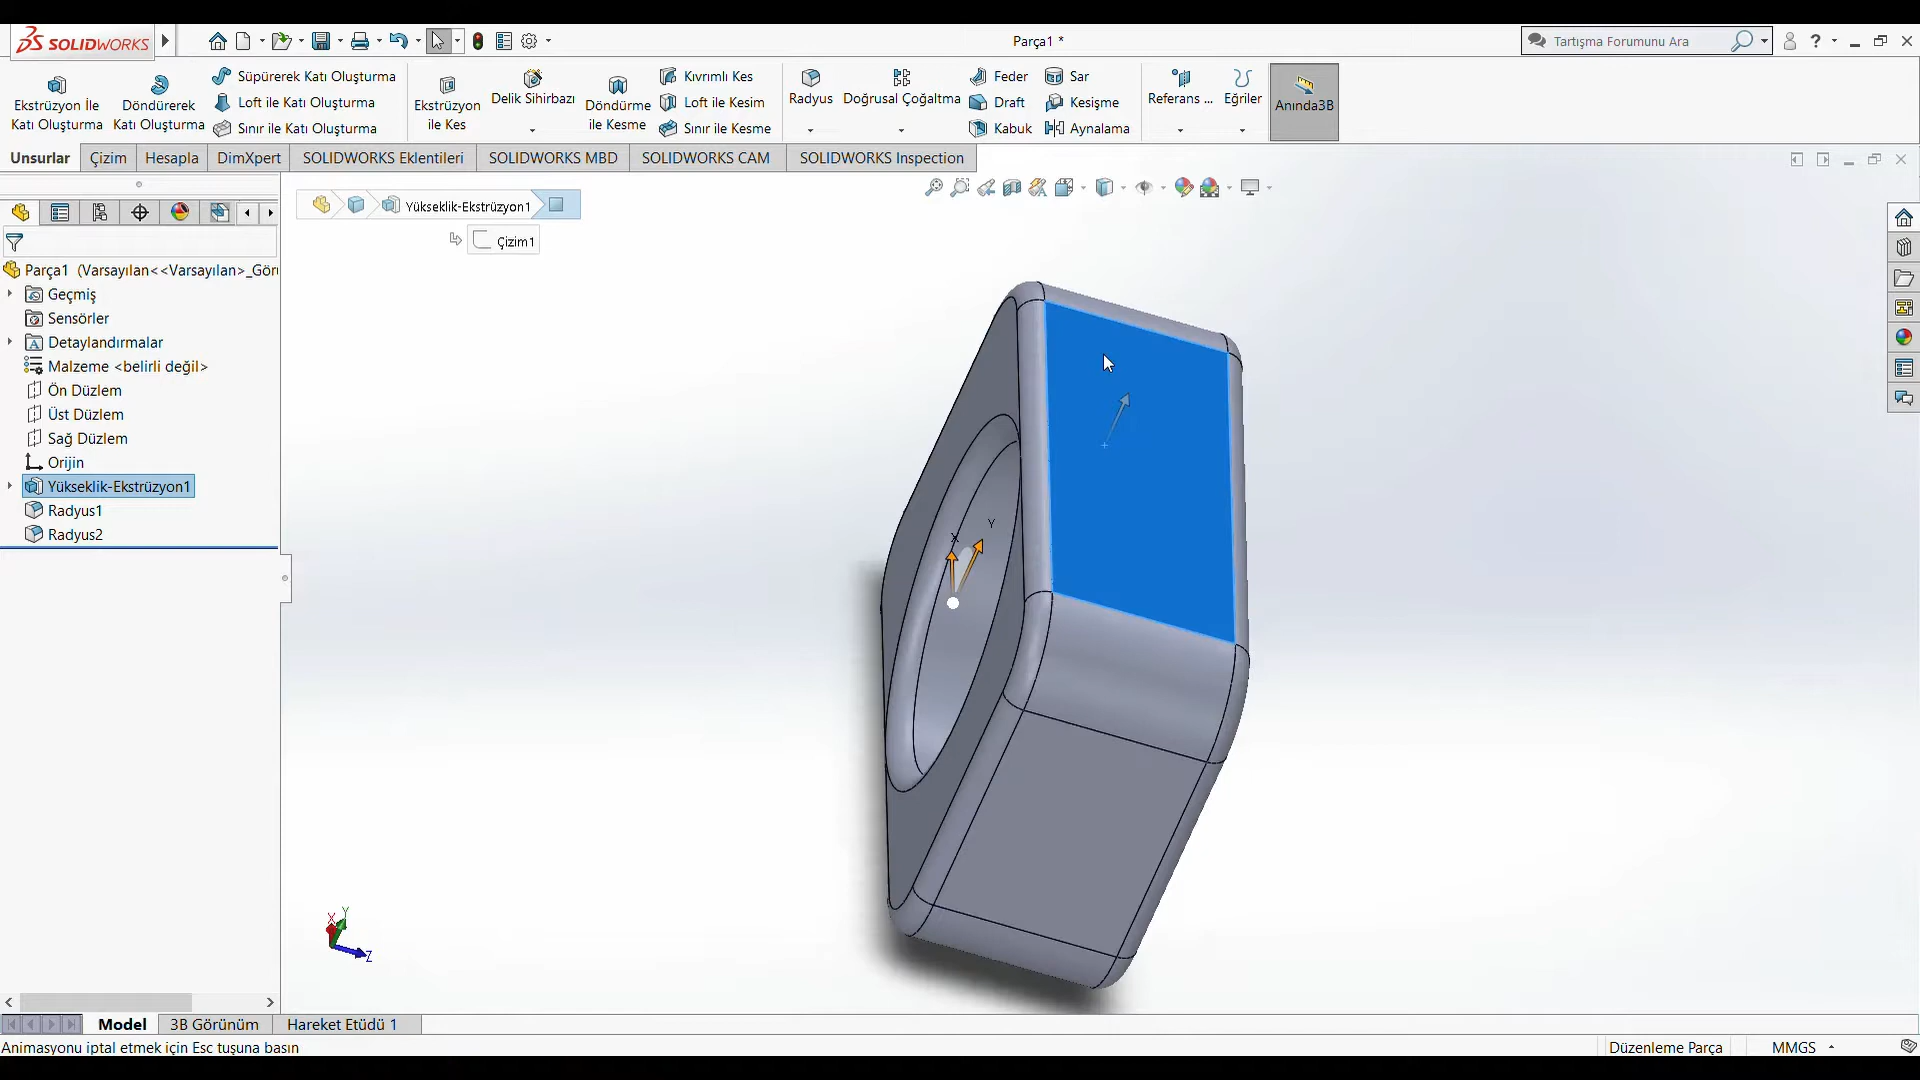 SOLIDWORKS
Parça1 *
Tartışma Forumunu Ara
Ekstrüzyon İle
Katı Oluşturma
Döndürerek
Katı Oluşturma
Süpürerek Katı Oluşturma
Loft ile Katı Oluşturma
Sınır ile Katı Oluşturma
Ekstrüzyon
ile Kes
Delik Sihirbazı
Döndürme
ile Kesme
Kıvrımlı Kes
Loft ile Kesim
Sınır ile Kesme
Radyus
Doğrusal Çoğaltma
Feder
Draft
Kabuk
Sar
Kesişme
Aynalama
Referans ...
Eğriler
Anında3B
Unsurlar
Çizim
Hesapla
DimXpert
SOLIDWORKS Eklentileri
SOLIDWORKS MBD
SOLIDWORKS CAM
SOLIDWORKS Inspection
Yükseklik-Ekstrüzyon1
Çizim1
Parça1 (Varsayılan<<Varsayılan>_Görü
Geçmiş
Sensörler
Detaylandırmalar
Malzeme <belirli değil>
Ön Düzlem
Üst Düzlem
Sağ Düzlem
Orijin
Yükseklik-Ekstrüzyon1
Radyus1
Radyus2
Y
X
X
Y
Z
Model
3B Görünüm
Hareket Etüdü 1
Animasyonu iptal etmek için Esc tuşuna basın
Düzenleme Parça
MMGS